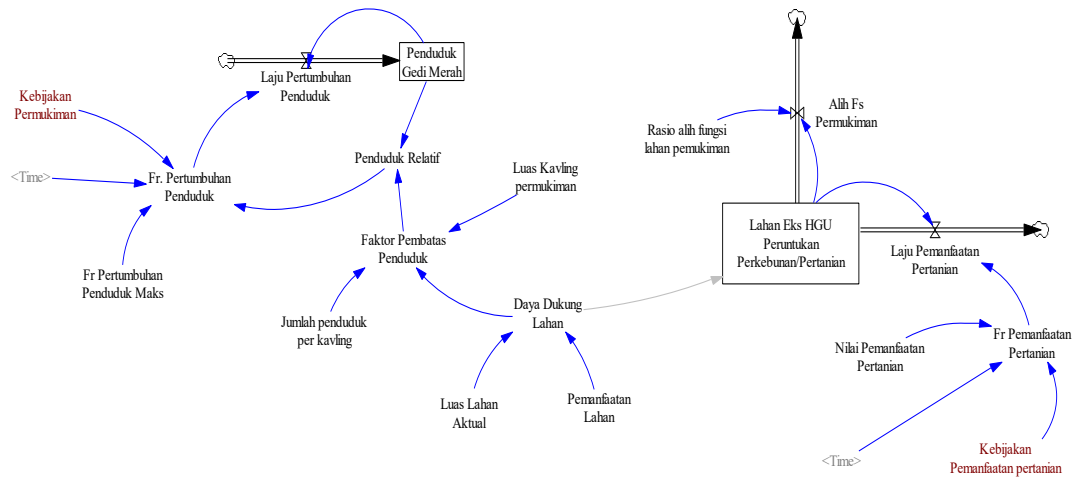 Penduduk
Gedi Merah
Laju Pertumbuhan
Penduduk
Kebijakan
Permukiman
Alih Fs
Permukiman
Rasio alih fungsi
lahan pemukiman
Penduduk Relatif
Luas Kavling
permukiman
<Time>
Fr. Pertumbuhan
Penduduk
Lahan Eks HGU
Peruntukan
Perkebunan/Pertanian
Faktor Pembatas
Penduduk
Laju Pemanfaatan
Pertanian
Fr Pertumbuhan
Penduduk Maks
Daya Dukung
Lahan
Jumlah penduduk
per kavling
Nilai Pemanfaatan
Pertanian
Fr Pemanfaatan
Pertanian
Luas Lahan
Aktual
Pemanfaatan
Lahan
<Time>
Kebijakan
Pemanfaatan pertanian